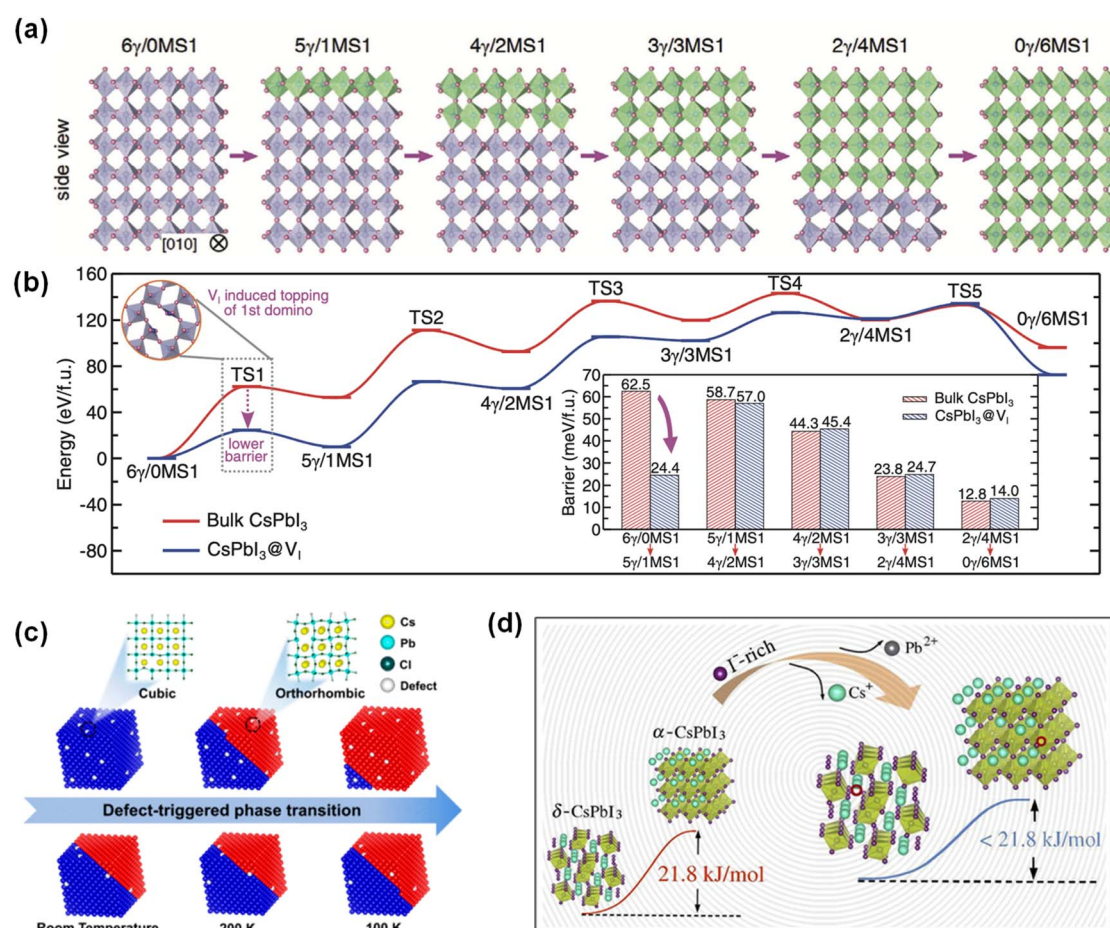 (a)
6γ/0MS1 5γ/1MS1 4γ/2MS1 3γ/3MS1 2γ/4MS1 0γ/6MS1
side view
[010]
(b)
Energy (eV/f.u.)
160
120
80
40
0
-40
-80
V_I induced topping
of 1st domino
TS1
lower
barrier
TS2
TS3
TS4
TS5
6γ/0MS1
5γ/1MS1
4γ/2MS1
3γ/3MS1
2γ/4MS1
0γ/6MS1
Bulk CsPbI₃
CsPbI₃@V_I
Barrier (meV/f.u.)
70
60
50
40
30
20
10
0
Bulk CsPbI₃
CsPbI₃@V_I
62.5 24.4 58.7 57.0 44.3 45.4 23.8 24.7 12.8 14.0
6γ/0MS1 5γ/1MS1 4γ/2MS1 3γ/3MS1 2γ/4MS1
5γ/1MS1 4γ/2MS1 3γ/3MS1 2γ/4MS1 0γ/6MS1
(c)
Cubic
Orthorhombic
Cs
Pb
Cl
Defect
Defect-triggered phase transition
Room Temperature 200 K 100 K
(d)
I⁻-rich
Pb²⁺
Cs⁺
α-CsPbI3
δ-CsPbI3
21.8 kJ/mol
< 21.8 kJ/mol